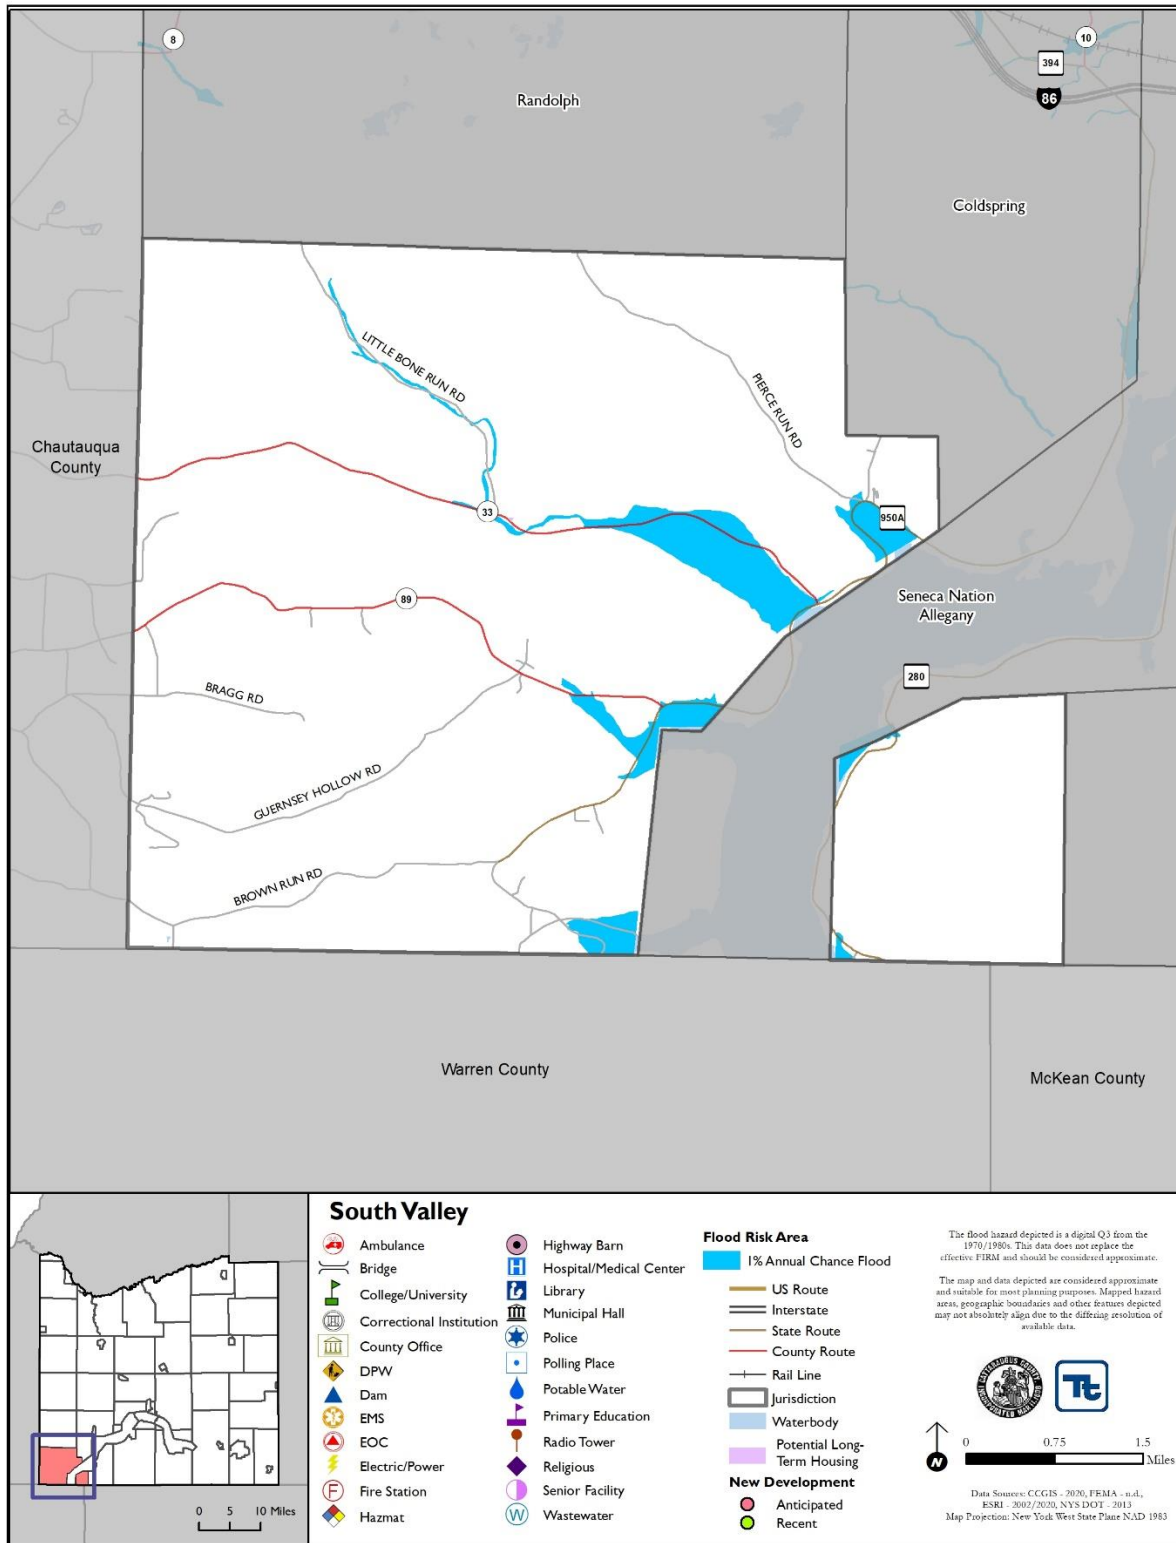 8
10
394
86
Randolph
Coldspring
LITTLE BONE RUN RD
PIERCE RUN RD
Chautauqua
County
33
950A
Seneca Nation
Allegany
89
280
BRAGG RD
GUERNSEY HOLLOW RD
BROWN RUN RD
Warren County
McKean County
0 5 10 Miles
South Valley
Ambulance
Bridge
College/University
Correctional Institution
County Office
DPW
Dam
EMS
EOC
Electric/Power
F Fire Station
Hazmat
Highway Barn
H Hospital/Medical Center
Library
Municipal Hall
Police
Polling Place
Potable Water
Primary Education
Radio Tower
Religious
Senior Facility
W Wastewater
Flood Risk Area
1% Annual Chance Flood
US Route
Interstate
State Route
County Route
Rail Line
Jurisdiction
Waterbody
Potential Long-
Term Housing
New Development
Anticipated
Recent
The flood hazard depicted is a digital Q3 from the
1970/1980s. This data does not replace the
effective FIRM and should be considered approximate.
The map and data depicted are considered approximate
and suitable for most planning purposes. Mapped hazard
areas, geographic boundaries and other features depicted
may not absolutely align due to the differing resolution of
available data.
Tt
N
0 0.75 1.5
Miles
Data Sources: CCGIS - 2020, FEMA - n.d.,
ESRI - 2002/2020, NYS DOT - 2013
Map Projection: New York West State Plane NAD 1983